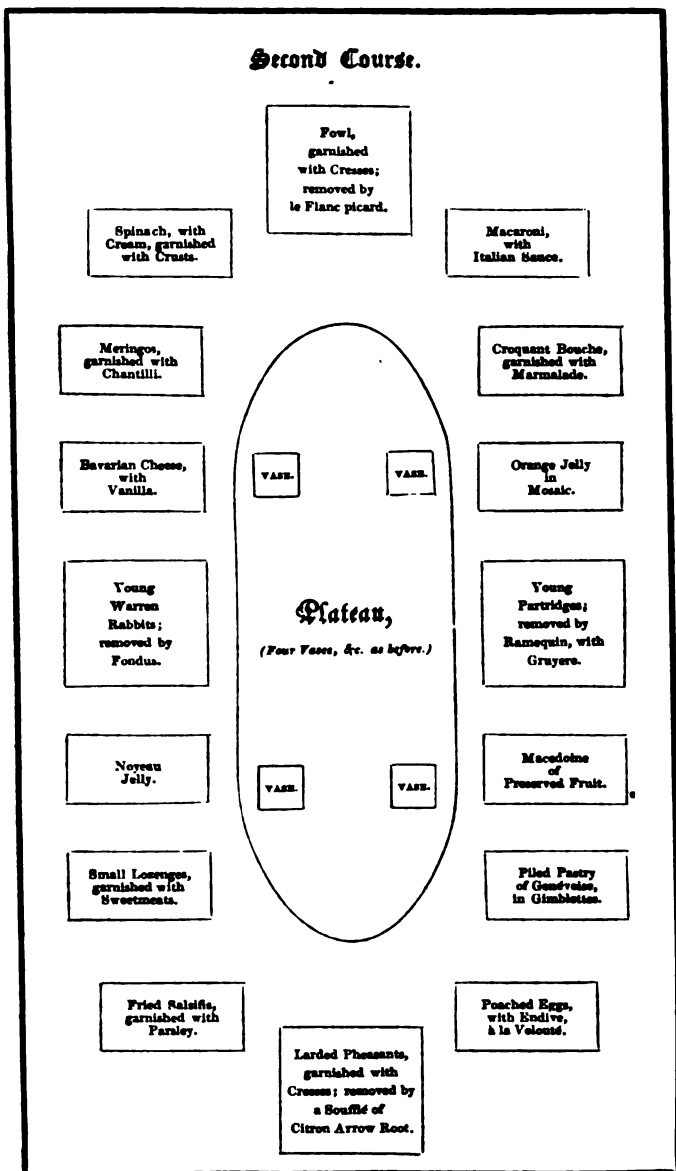 Second Course.
Fowl,
garnished
with Cresses;
removed by
le Flanc picard.
Spinach, with
Cream, garnished
with Crusts.
Macaroni,
with
Italian Sauce.
Meringos,
garnished with
Chantilli.
Croquant Bouche,
garnished with
Marmalade.
Bavarian Cheese,
with
Vanilla.
VASE.
VASE.
Orange Jelly
in
Mosaic.
Young
Warren
Rabbits;
removed by
Fondus.
Plateau,
(Four Vases, &c. as before.)
Young
Partridges;
removed by
Ramequin, with
Gruyere.
Noyeau
Jelly.
VASE.
VASE.
Macedoine
of
Preserved Fruit.
Small Lozenges,
garnished with
Sweetmeats.
Piled Pastry
of Genéveise,
in Gimblettes.
Fried Salsifis,
garnished with
Parsley.
Poached Eggs,
with Endive,
à la Velouté.
Larded Pheasants,
garnished with
Cresses; removed by
a Soufflé of
Citron Arrow Root.